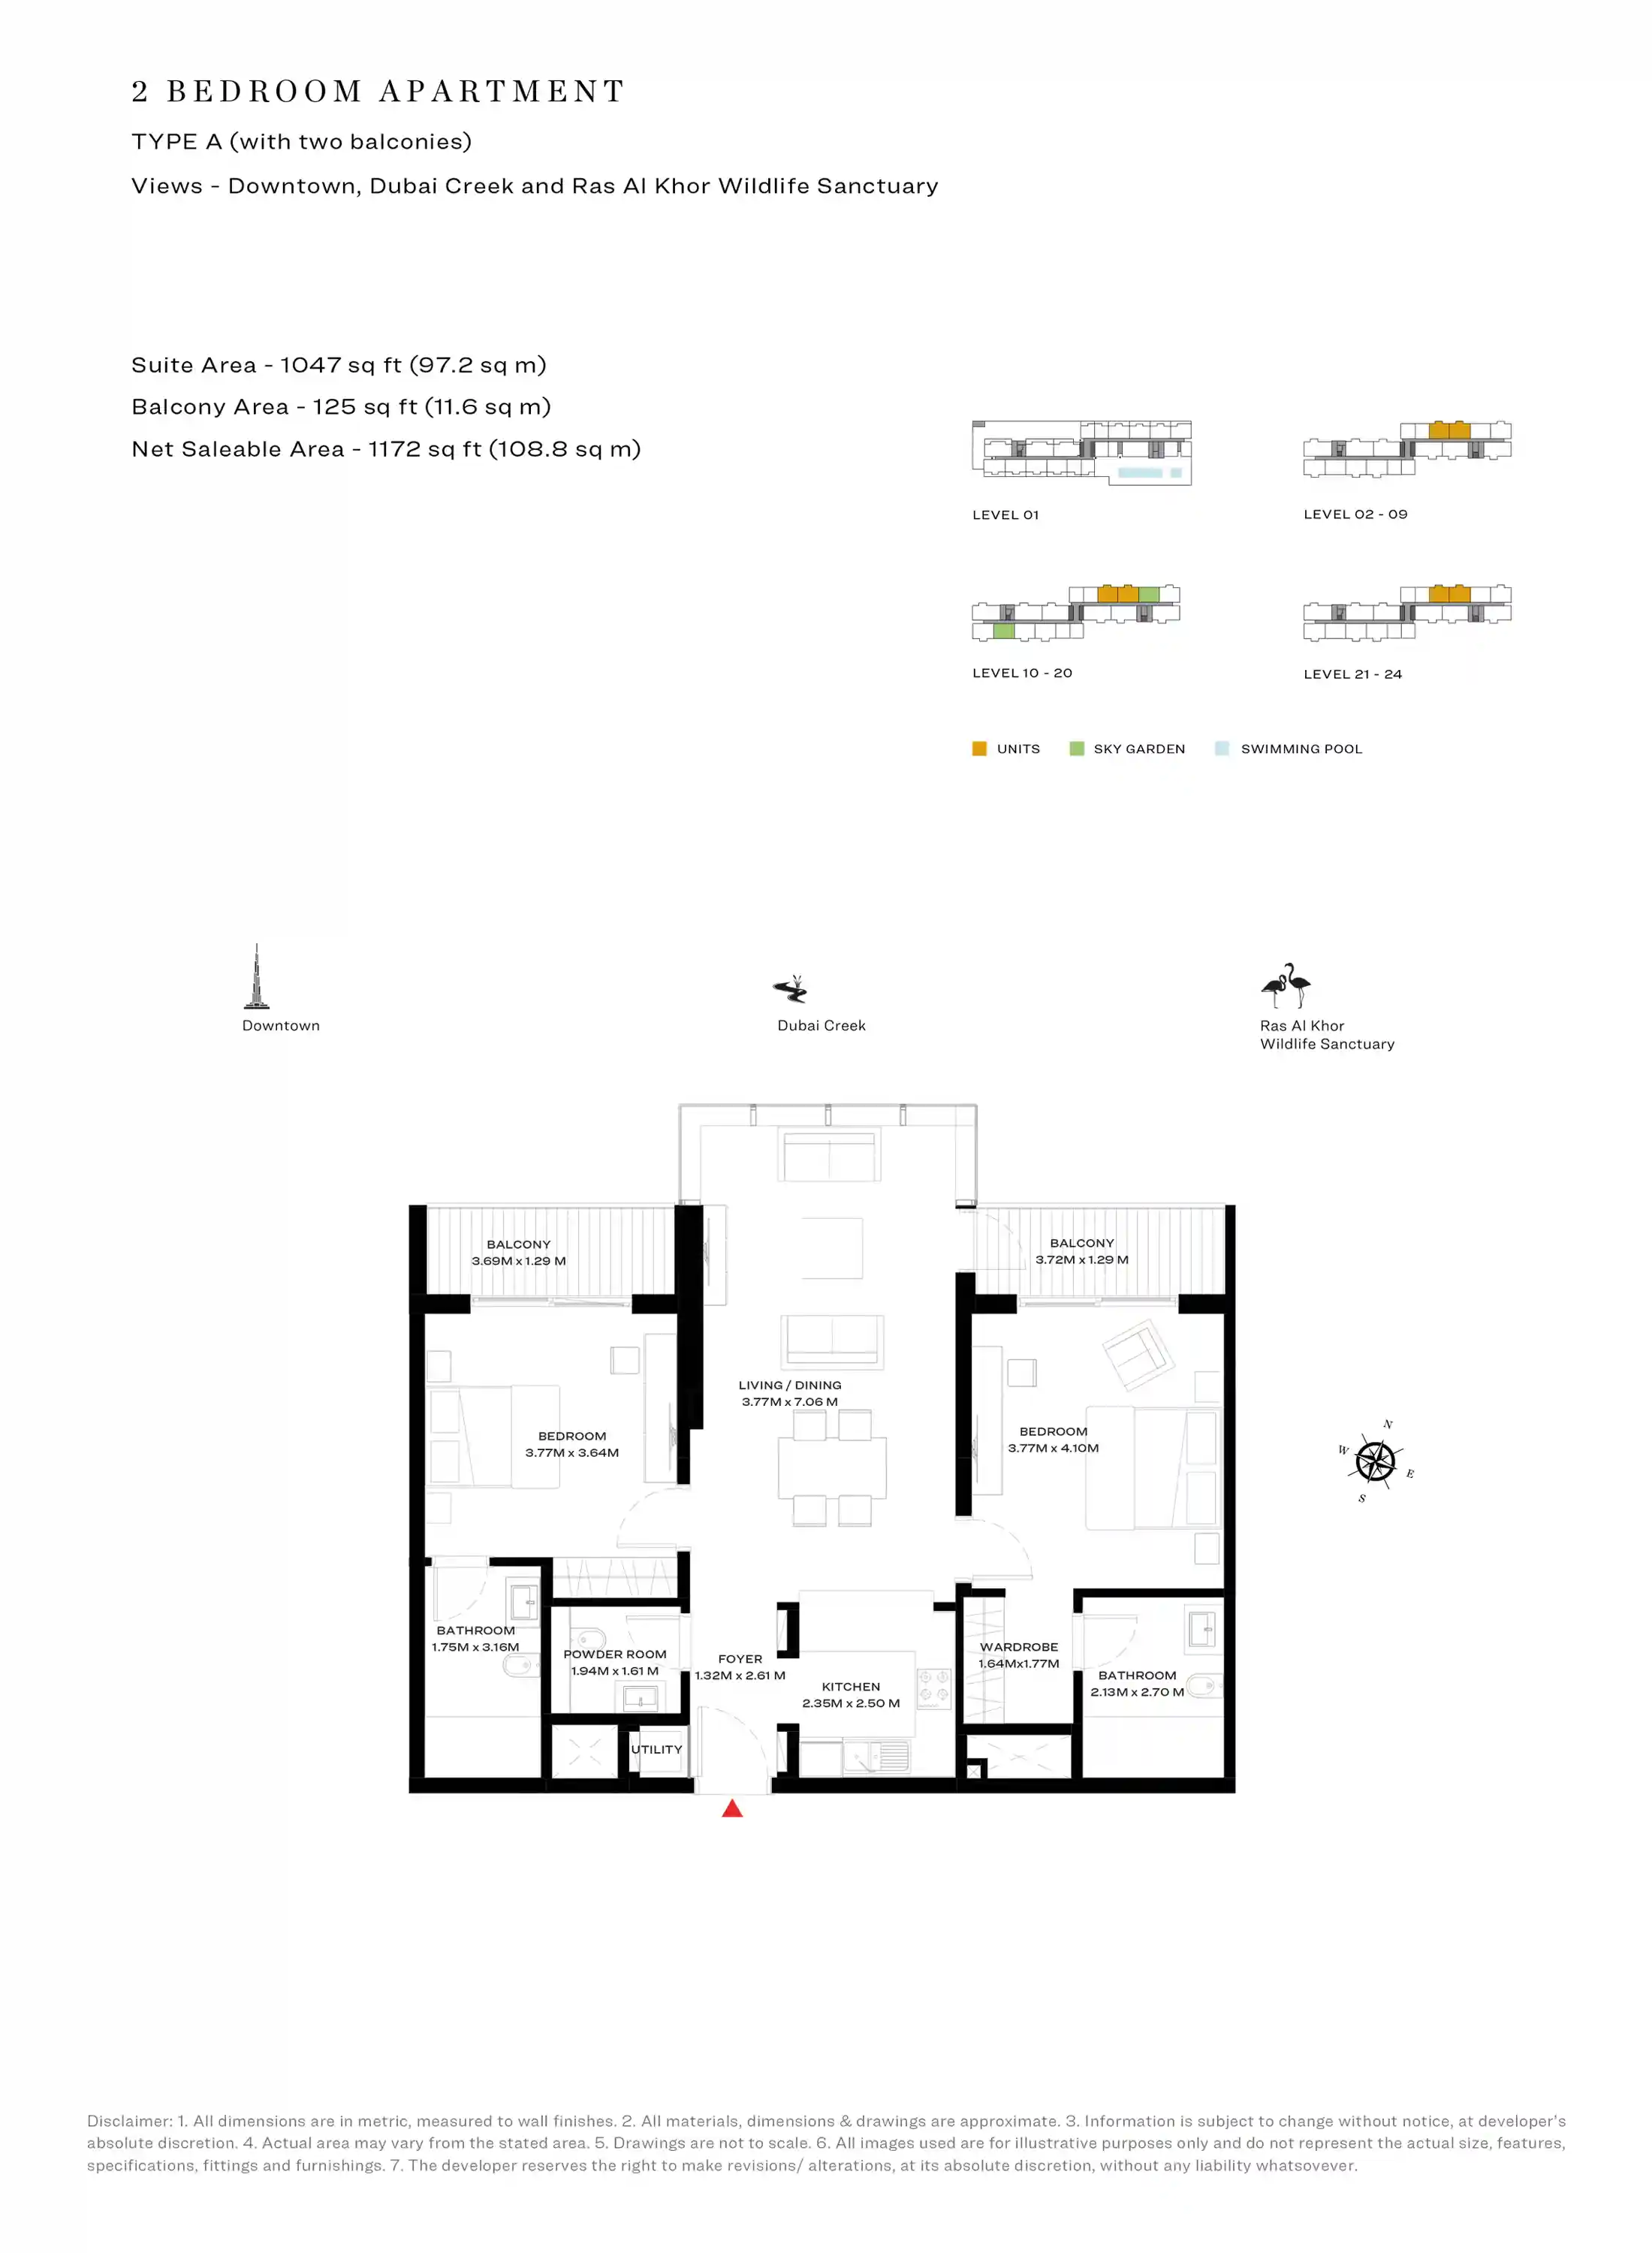 2 BEDROOM APARTMENT
TYPE A (with two balconies)
Views - Downtown, Dubai Creek and Ras Al Khor Wildlife Sanctuary
Suite Area - 1047 sq ft (97.2 sq m)
Balcony Area - 125 sq ft (11.6 sq m)
Net Saleable Area - 1172 sq ft (108.8 sq m)
LEVEL 01
LEVEL 02 - 09
LEVEL 10 - 20
LEVEL 21 - 24
UNITS
SKY GARDEN
SWIMMING POOL
Downtown
Dubai Creek
Ras Al Khor
Wildlife Sanctuary
BALCONY
3.69M x 1.29 M
BALCONY
3.72M x 1.29 M
LIVING / DINING
3.77M x 7.06 M
BEDROOM
3.77M x 3.64M
BEDROOM
3.77M x 4.10M
N
W
E
S
BATHROOM
1.75M x 3.16M
POWDER ROOM
1.94M x 1.61 M
FOYER
1.32M x 2.61 M
KITCHEN
2.35M x 2.50 M
WARDROBE
1.64Mx1.77M
BATHROOM
2.13M x 2.70 M
UTILITY
Disclaimer: 1. All dimensions are in metric, measured to wall finishes. 2. All materials, dimensions & drawings are approximate. 3. Information is subject to change without notice, at developer's
absolute discretion. 4. Actual area may vary from the stated area. 5. Drawings are not to scale. 6. All images used are for illustrative purposes only and do not represent the actual size, features,
specifications, fittings and furnishings. 7. The developer reserves the right to make revisions/ alterations, at its absolute discretion, without any liability whatsovever.